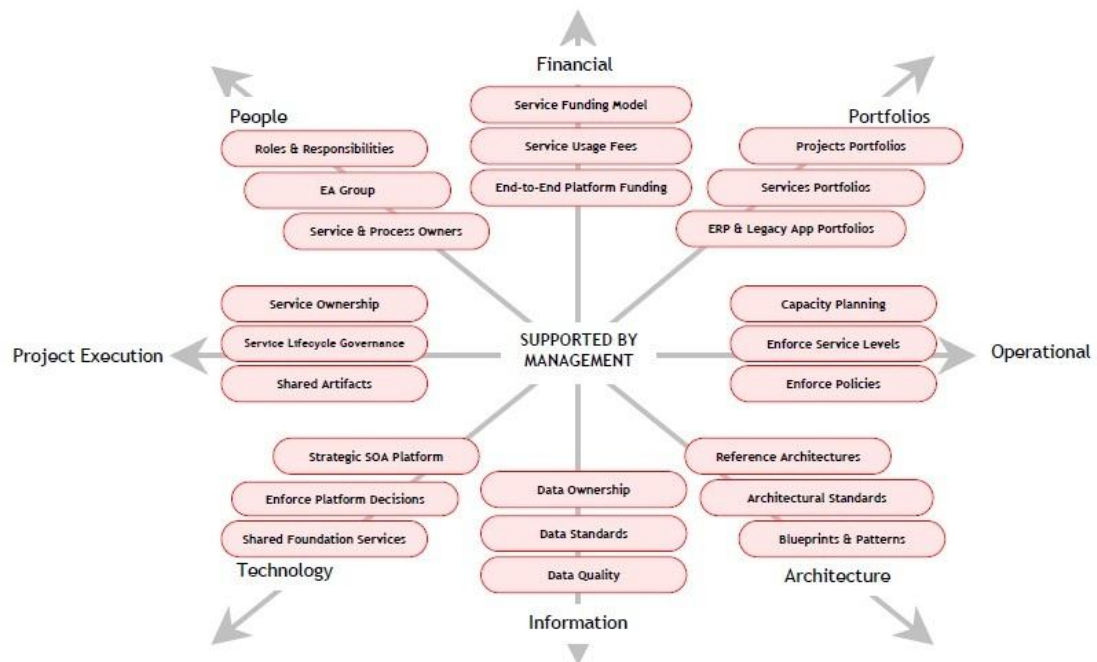 Financial
Service Funding Model
Service Usage Fees
End-to-End Platform Funding
People
Roles & Responsibilities
EA Group
Service & Process Owners
Portfolios
Projects Portfolios
Services Portfolios
ERP & Legacy App Portfolios
Project Execution
Service Ownership
Service Lifecycle Governance
Shared Artifacts
SUPPORTED BY
MANAGEMENT
Capacity Planning
Enforce Service Levels
Enforce Policies
Operational
Strategic SOA Platform
Enforce Platform Decisions
Shared Foundation Services
Technology
Data Ownership
Data Standards
Data Quality
Information
Reference Architectures
Architectural Standards
Blueprints & Patterns
Architecture